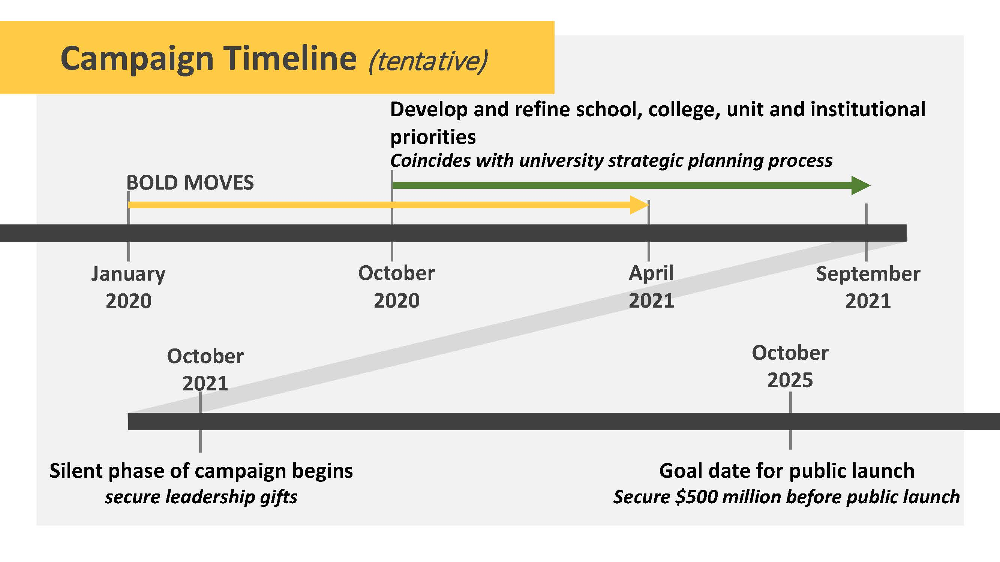 Campaign Timeline (tentative)
Develop and refine school, college, unit and institutional
priorities
Coincides with university strategic planning process
BOLD MOVES
January
2020
October
2020
April
2021
September
2021
October
2021
October
2025
Silent phase of campaign begins
secure leadership gifts
Goal date for public launch
Secure $500 million before public launch